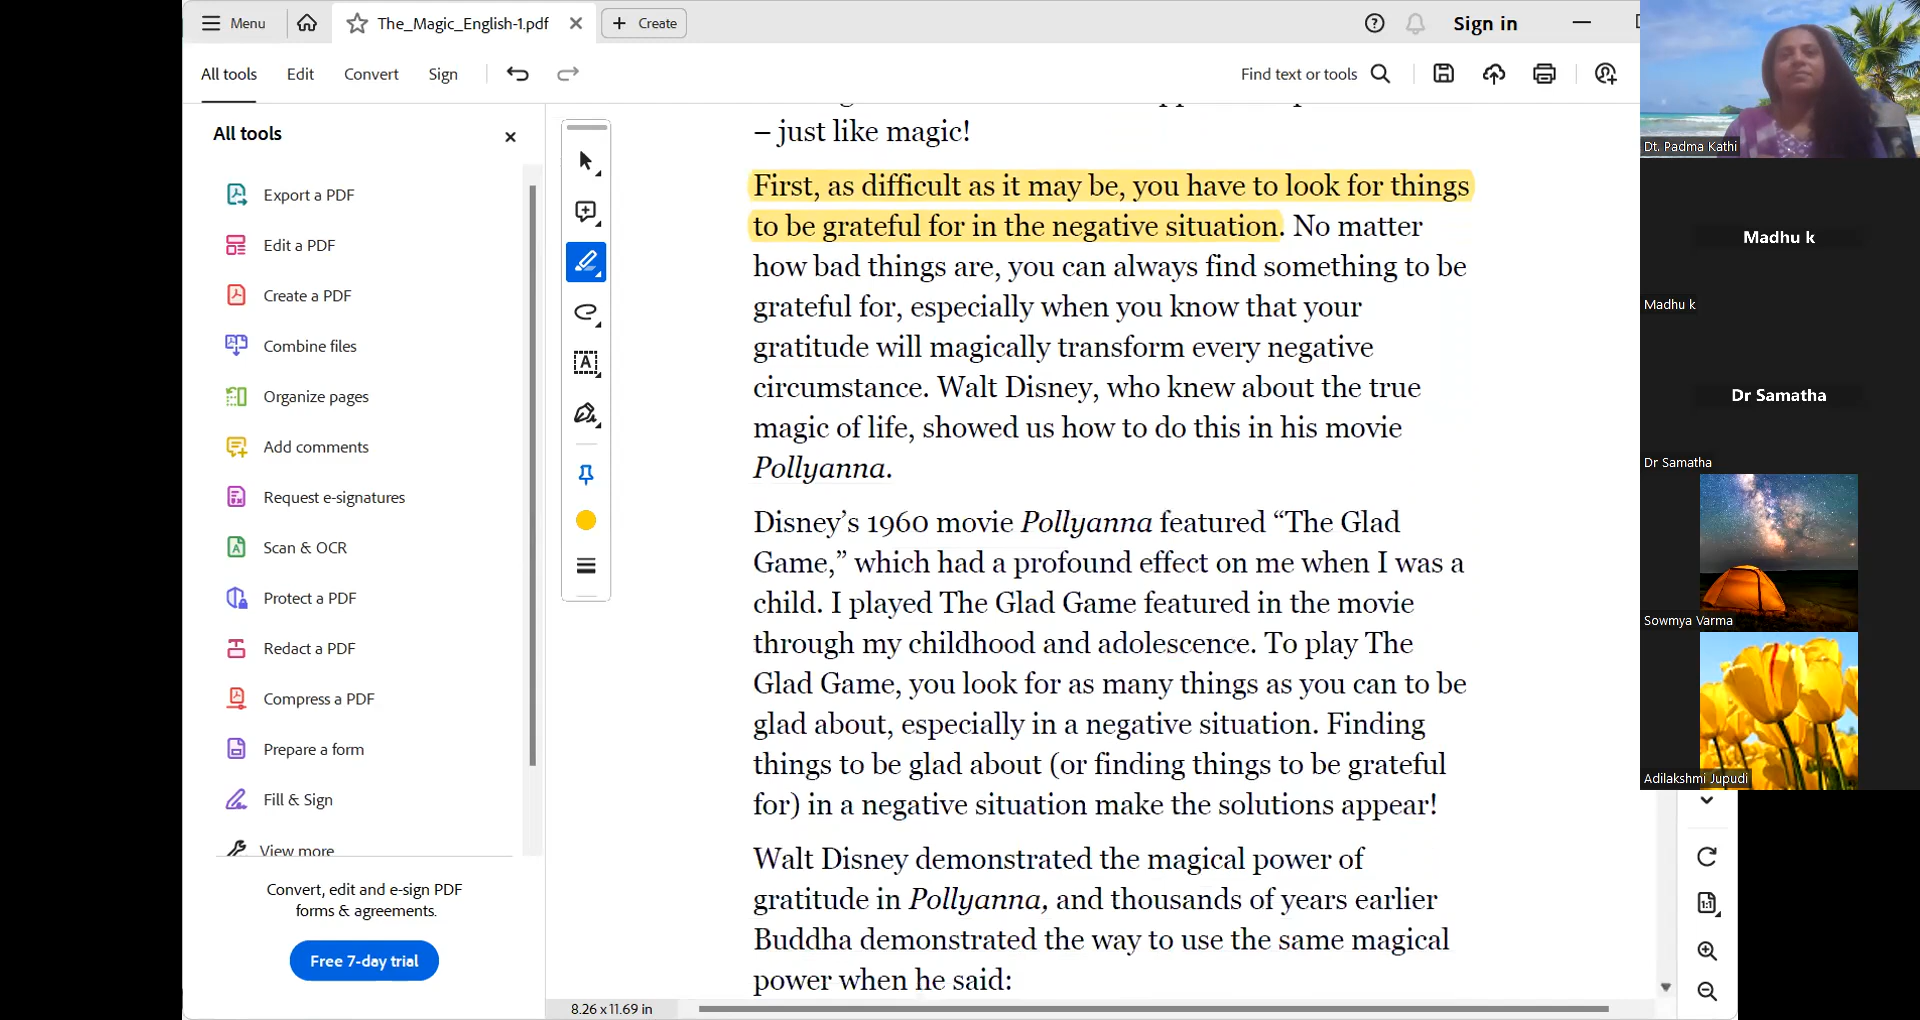 Menu
The_Magic_English-1.pdf
Create
Sign in
All tools
Edit
Convert
Sign
Find text or tools
All tools
Export a PDF
Edit a PDF
Create a PDF
Combine files
Organize pages
Add comments
Request e-signatures
Scan & OCR
Protect a PDF
Redact a PDF
Compress a PDF
Prepare a form
Fill & Sign
View more
Convert, edit and e-sign PDF
forms & agreements.
Free 7-day trial
– just like magic!
First, as difficult as it may be, you have to look for things
to be grateful for in the negative situation. No matter
how bad things are, you can always find something to be
grateful for, especially when you know that your
gratitude will magically transform every negative
circumstance. Walt Disney, who knew about the true
magic of life, showed us how to do this in his movie
Pollyanna.
Disney’s 1960 movie Pollyanna featured “The Glad
Game,” which had a profound effect on me when I was a
child. I played The Glad Game featured in the movie
through my childhood and adolescence. To play The
Glad Game, you look for as many things as you can to be
glad about, especially in a negative situation. Finding
things to be glad about (or finding things to be grateful
for) in a negative situation make the solutions appear!
Walt Disney demonstrated the magical power of
gratitude in Pollyanna, and thousands of years earlier
Buddha demonstrated the way to use the same magical
power when he said:
8.26 x 11.69 in
Dt. Padma Kathi
Madhu k
Madhu k
Dr Samatha
Dr Samatha
Sowmya Varma
Adilakshmi Jupudi
1:1